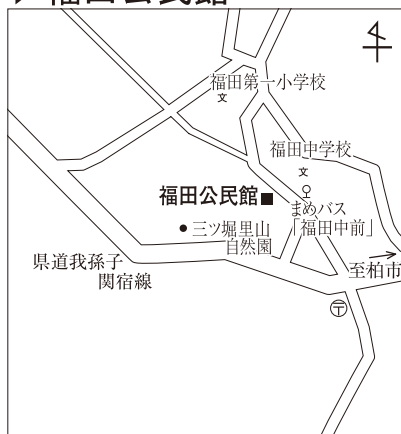 福田公民館
福田第一小学校
文
福田中学校
文
福田公民館■
まめバス
「福田中前」
三ツ堀里山
自然園
至柏市
県道我孫子
関宿線
〒